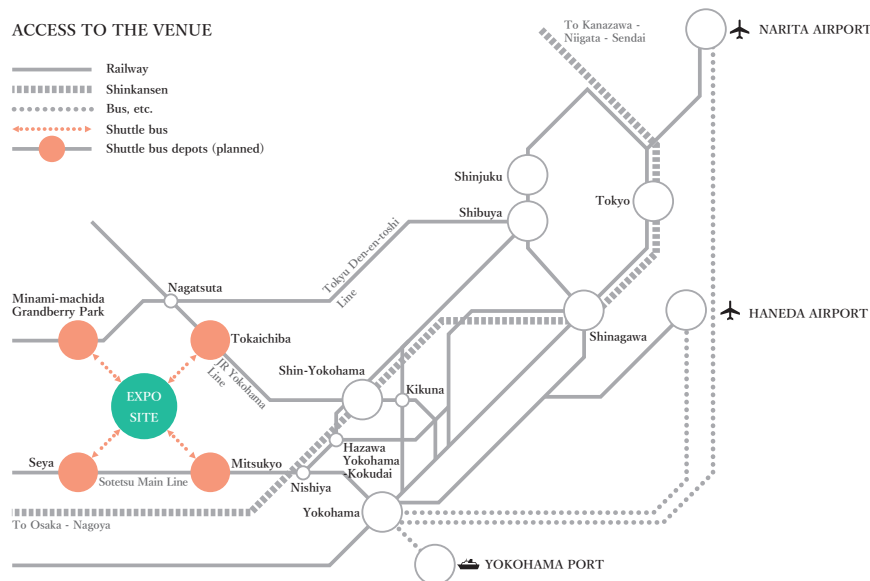 ACCESS TO THE VENUE
Railway
Shinkansen
Bus, etc.
Shuttle bus
Shuttle bus depots (planned)
To Kanazawa -
Niigata - Sendai
NARITA AIRPORT
Shinjuku
Shibuya
Tokyo
Tokyu Den-en-toshi
Line
Nagatsuta
Minami-machida
Grandberry Park
Tokaichiba
HANEDA AIRPORT
Shinagawa
JR Yokohama
Line
Shin-Yokohama
Kikuna
EXPO
SITE
Hazawa
Yokohama
-Kokudai
Seya
Sotetsu Main Line
Mitsukyo
Nishiya
Yokohama
To Osaka - Nagoya
YOKOHAMA PORT